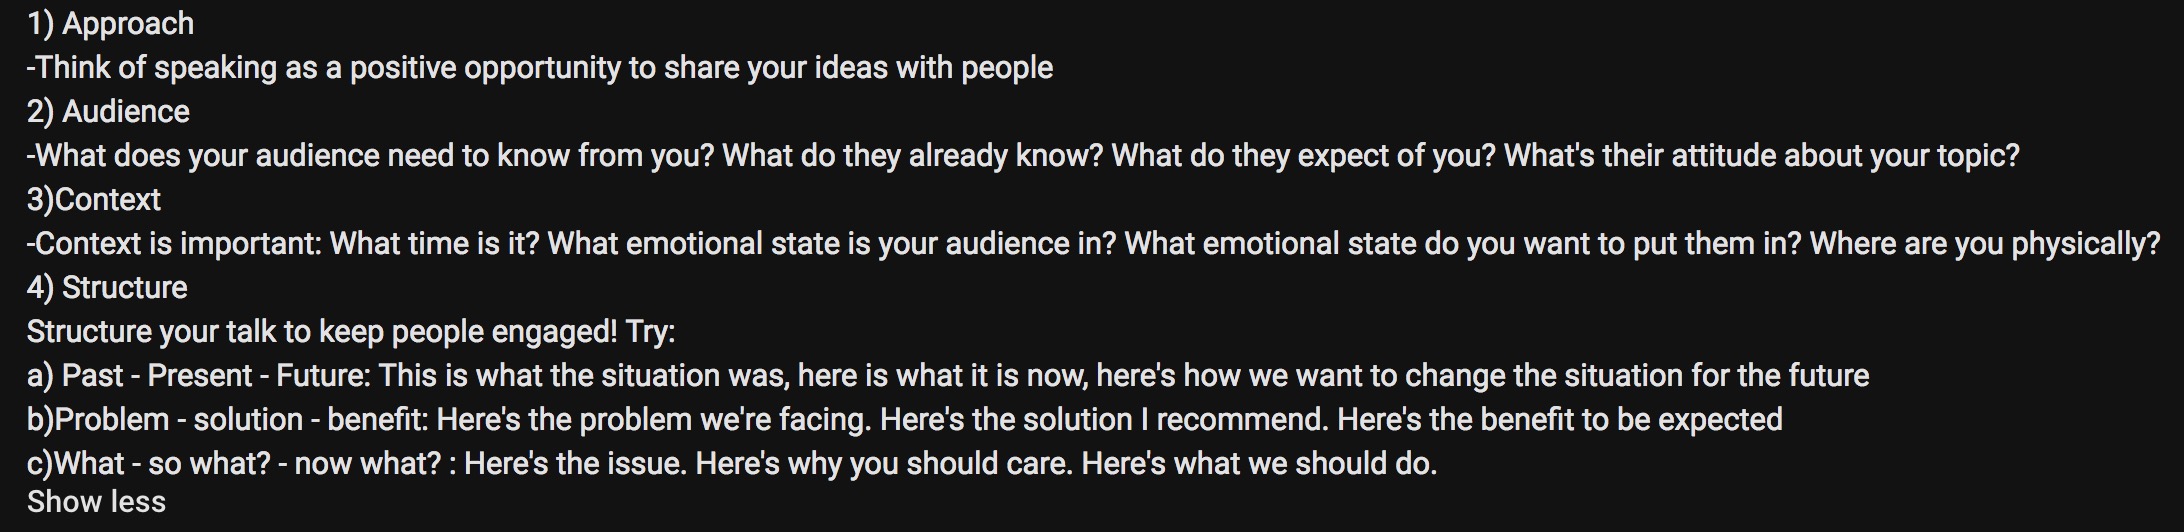 1) Approach
-Think of speaking as a positive opportunity to share your ideas with people
2) Audience
-What does your audience need to know from you? What do they already know? What do they expect of you? What's their attitude about your topic?
3)Context
-Context is important: What time is it? What emotional state is your audience in? What emotional state do you want to put them in? Where are you physically?
4) Structure
Structure your talk to keep people engaged! Try:
a) Past - Present - Future: This is what the situation was, here is what it is now, here's how we want to change the situation for the future
b)Problem - solution - benefit: Here's the problem we're facing. Here's the solution I recommend. Here's the benefit to be expected
c)What - so what? - now what? : Here's the issue. Here's why you should care. Here's what we should do.
Show less